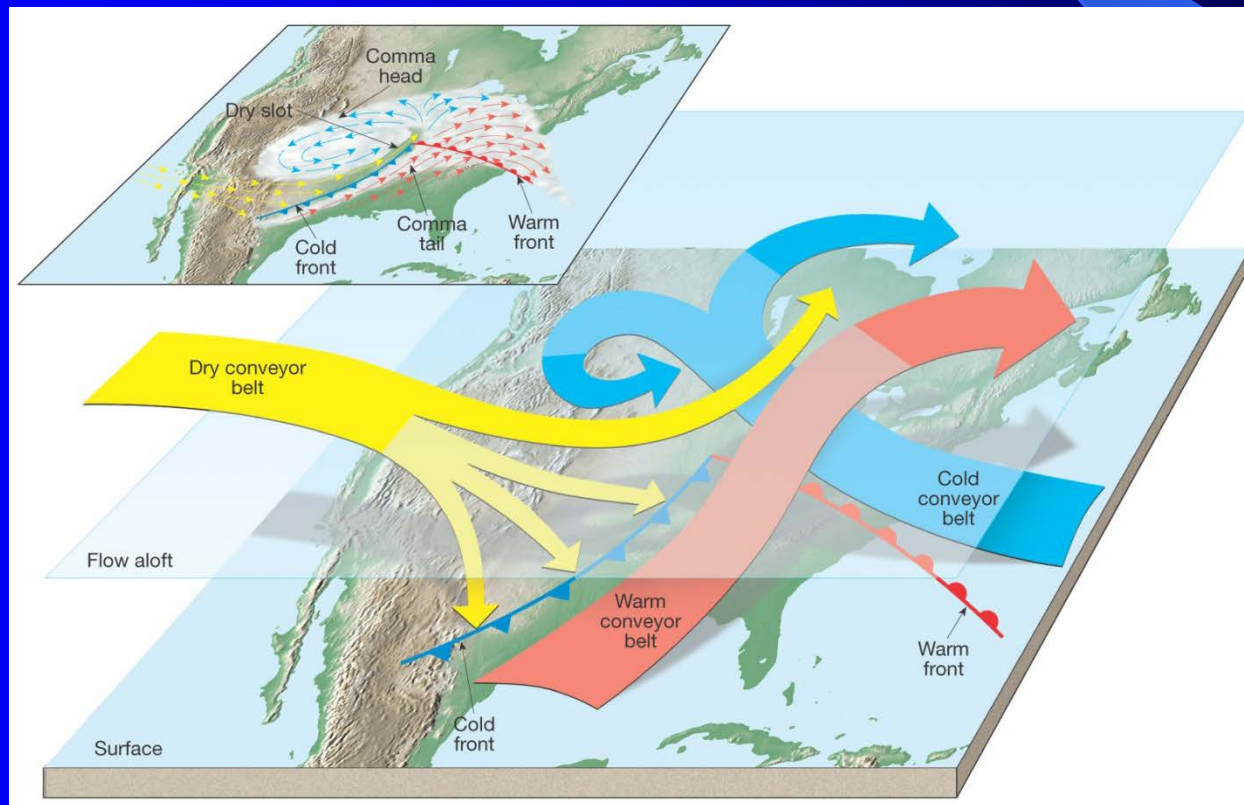 Comma
head
Dry slot
Cold
front
Comma
tail
Warm
front
Dry conveyor
belt
Cold
conveyor
belt
Flow aloft
Warm
conveyor
belt
Warm
front
Cold
front
Surface